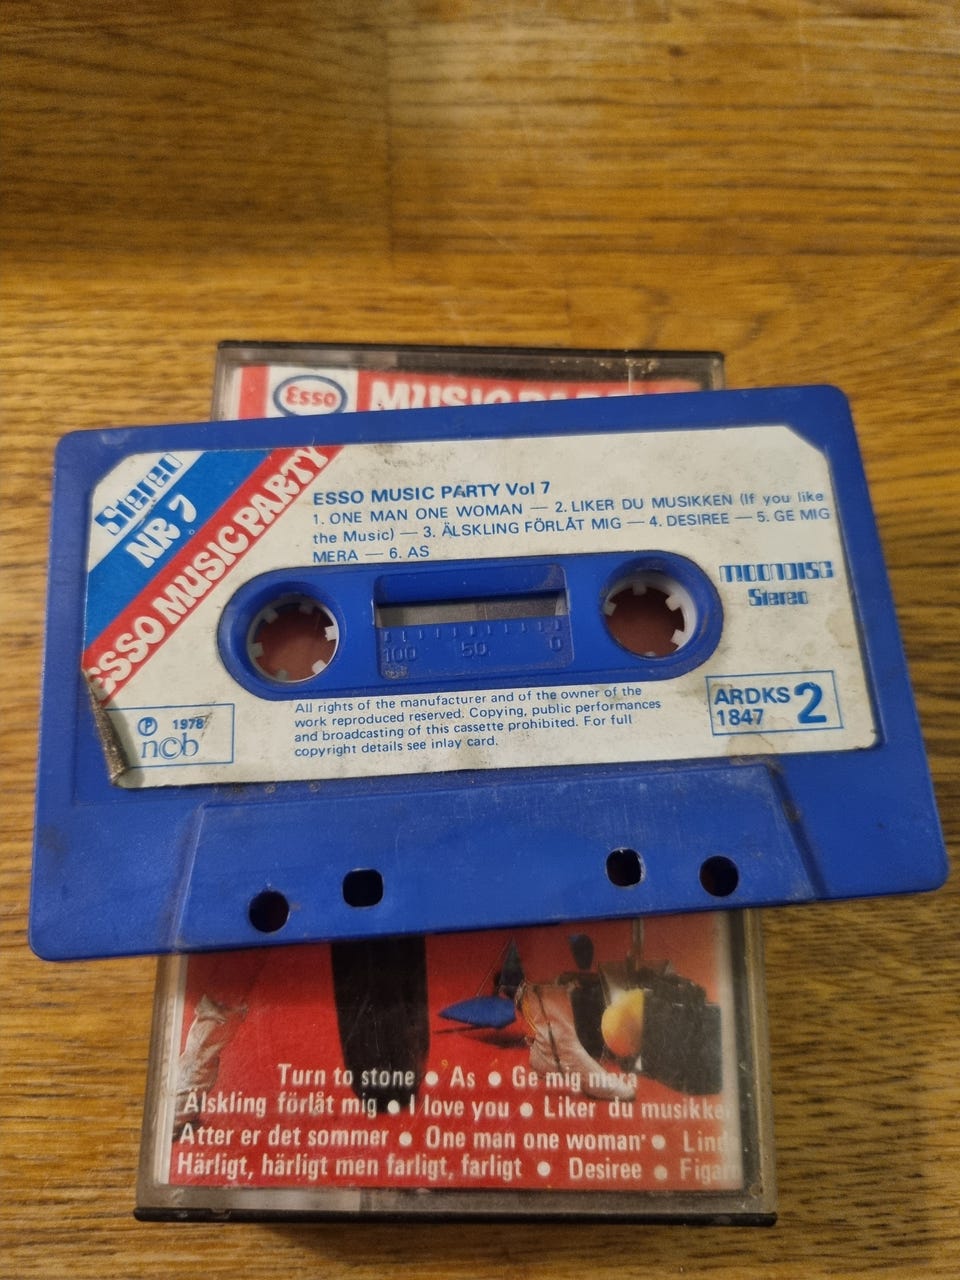 Esso
Stereo
NR 7
ESSO MUSIC PARTY
ESSO MUSIC PARTY Vol 7
1. ONE MAN ONE WOMAN — 2. LIKER DU MUSIKKEN (If you like
the Music) — 3. ÄLSKLING FÖRLÅT MIG — 4. DESIREE — 5. GE MIG
MERA — 6. AS
MOONDISC
Stereo
100 50 0
All rights of the manufacturer and of the owner of the
work reproduced reserved. Copying, public performances
and broadcasting of this cassette prohibited. For full
copyright details see inlay card.
ARDKS 2
1847
Ⓟ 1978
ncb
Turn to stone • As • Ge mig mera
Älskling förlåt mig • I love you • Liker du musikke
Atter er det sommer • One man one woman •
Härligt, härligt men farligt, farligt • Desiree •